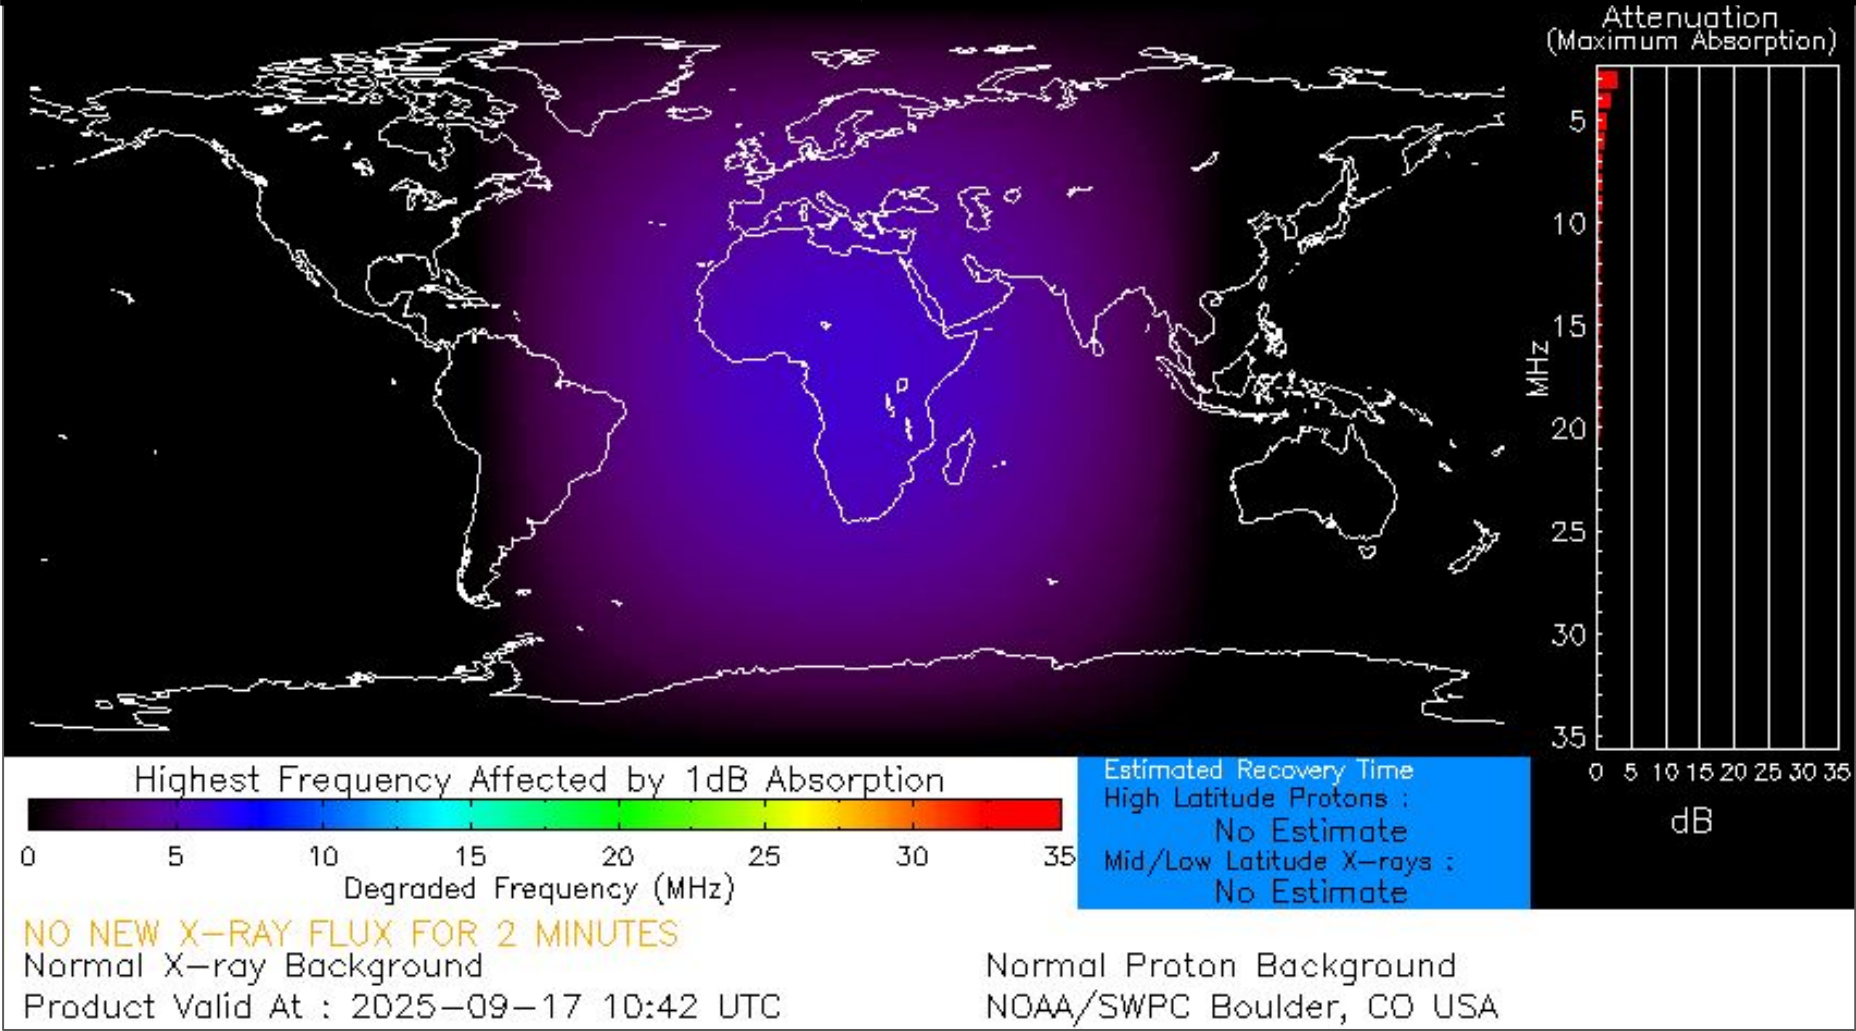 Attenuation
(Maximum Absorption)
5
10
15
20
25
30
35
MHz
0 5 10 15 20 25 30 35
dB
Highest Frequency Affected by 1dB Absorption
0 5 10 15 20 25 30 35
Degraded Frequency (MHz)
Estimated Recovery Time
High Latitude Protons :
No Estimate
Mid/Low Latitude X-rays :
No Estimate
NO NEW X-RAY FLUX FOR 2 MINUTES
Normal X-ray Background
Normal Proton Background
Product Valid At : 2025-09-17 10:42 UTC
NOAA/SWPC Boulder, CO USA